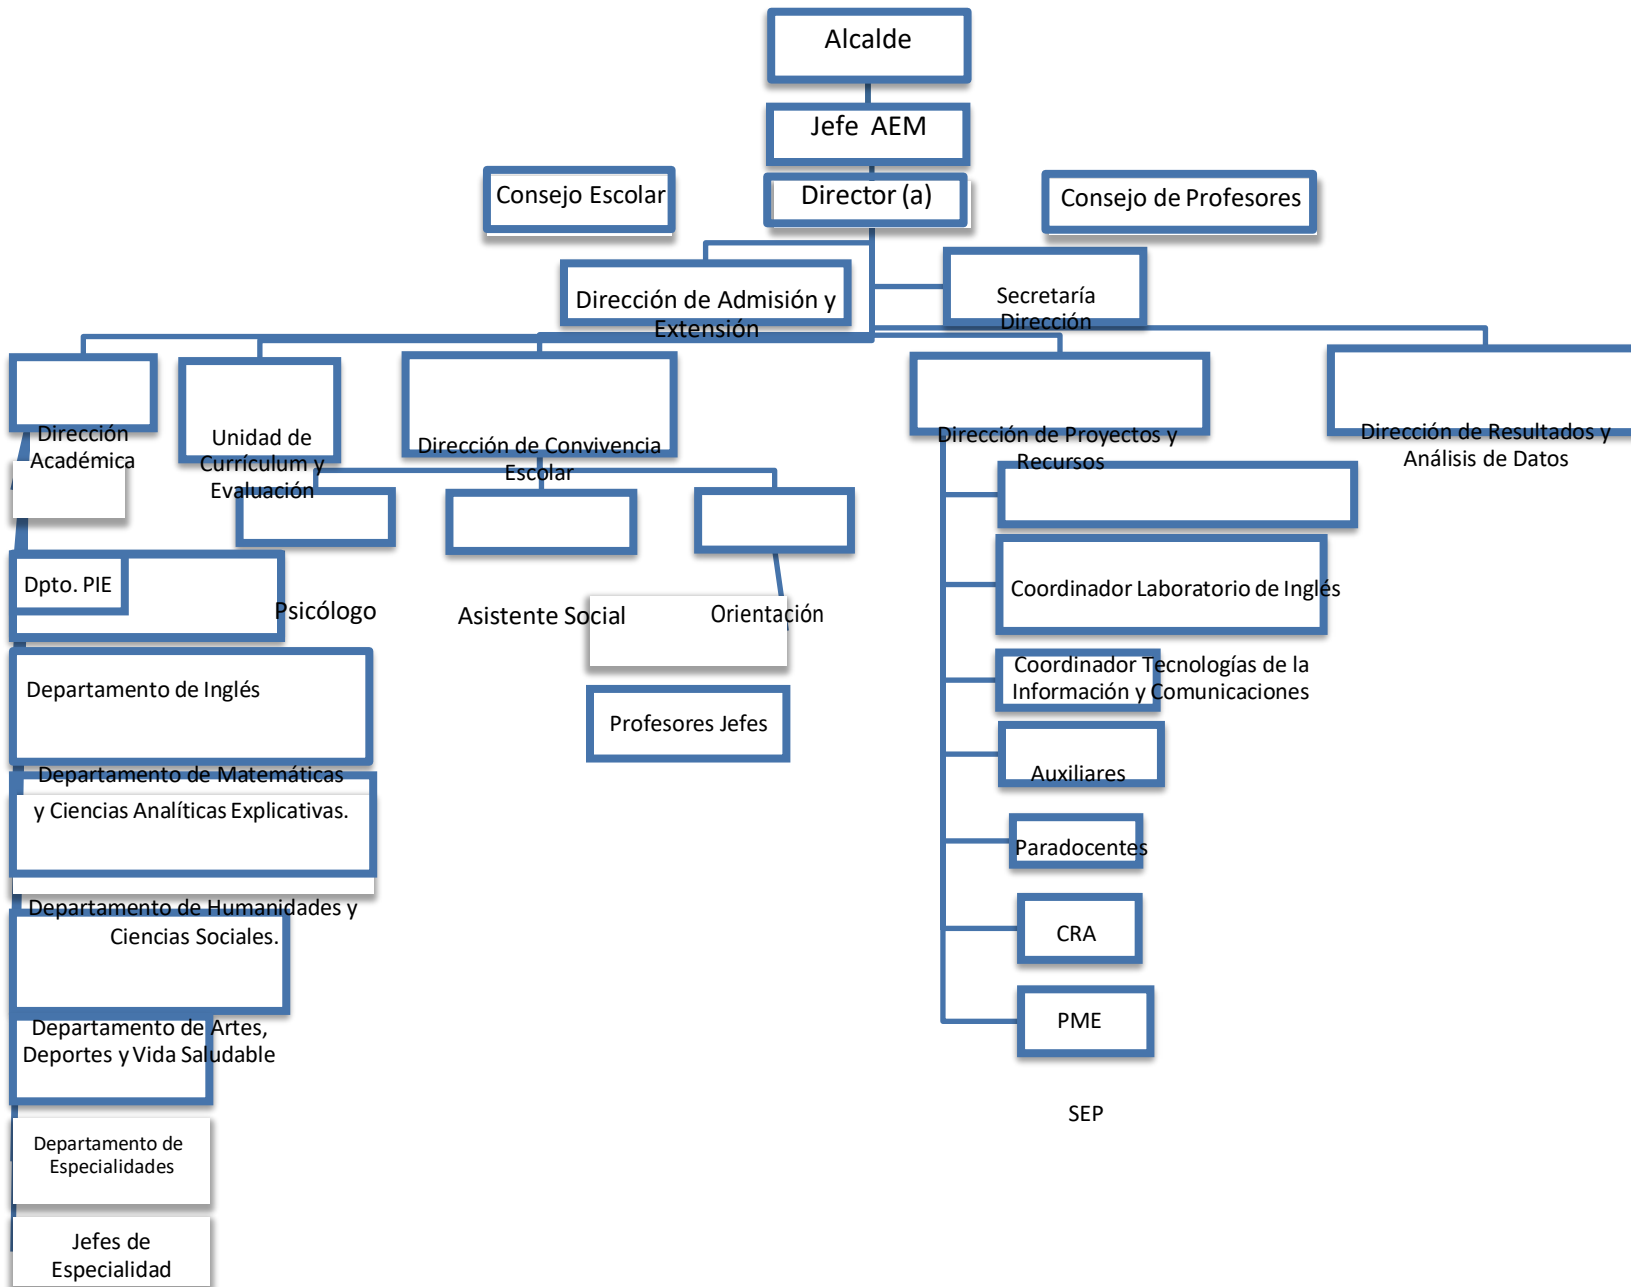 Alcalde
Jefe AEM
Consejo Escolar
Director (a)
Consejo de Profesores
Dirección de Admisión y
Extensión
Secretaría
Dirección
Dirección
Académica
Unidad de
Currículum y
Evaluación
Dirección de Convivencia
Escolar
Dirección de Proyectos y
Recursos
Dirección de Resultados y
Análisis de Datos
Dpto. PIE
Psicólogo
Asistente Social
Orientación
Coordinador Laboratorio de Inglés
Departamento de Inglés
Profesores Jefes
Coordinador Tecnologías de la
Información y Comunicaciones
Departamento de Matemáticas
y Ciencias Analíticas Explicativas.
Auxiliares
Paradocentes
Departamento de Humanidades y
Ciencias Sociales.
CRA
Departamento de Artes,
Deportes y Vida Saludable
PME
SEP
Departamento de
Especialidades
Jefes de
Especialidad